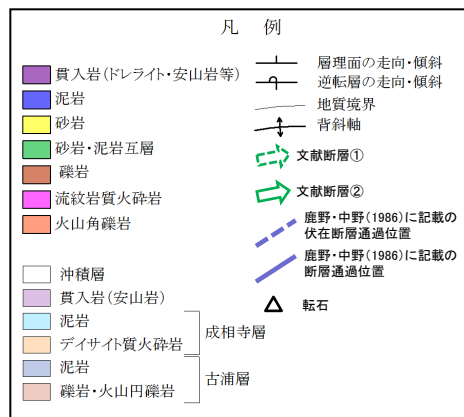 凡 例
貫入岩(ドレライト・安山岩等)
泥岩
砂岩
砂岩・泥岩互層
礫岩
流紋岩質火砕岩
火山角礫岩
沖積層
貫入岩(安山岩)
泥岩
デイサイト質火砕岩
成相寺層
泥岩
礫岩・火山円礫岩
古浦層
層理面の走向・傾斜
逆転層の走向・傾斜
地質境界
背斜軸
文献断層①
文献断層②
鹿野・中野(1986)に記載の
伏在断層通過位置
鹿野・中野(1986)に記載の
断層通過位置
転石